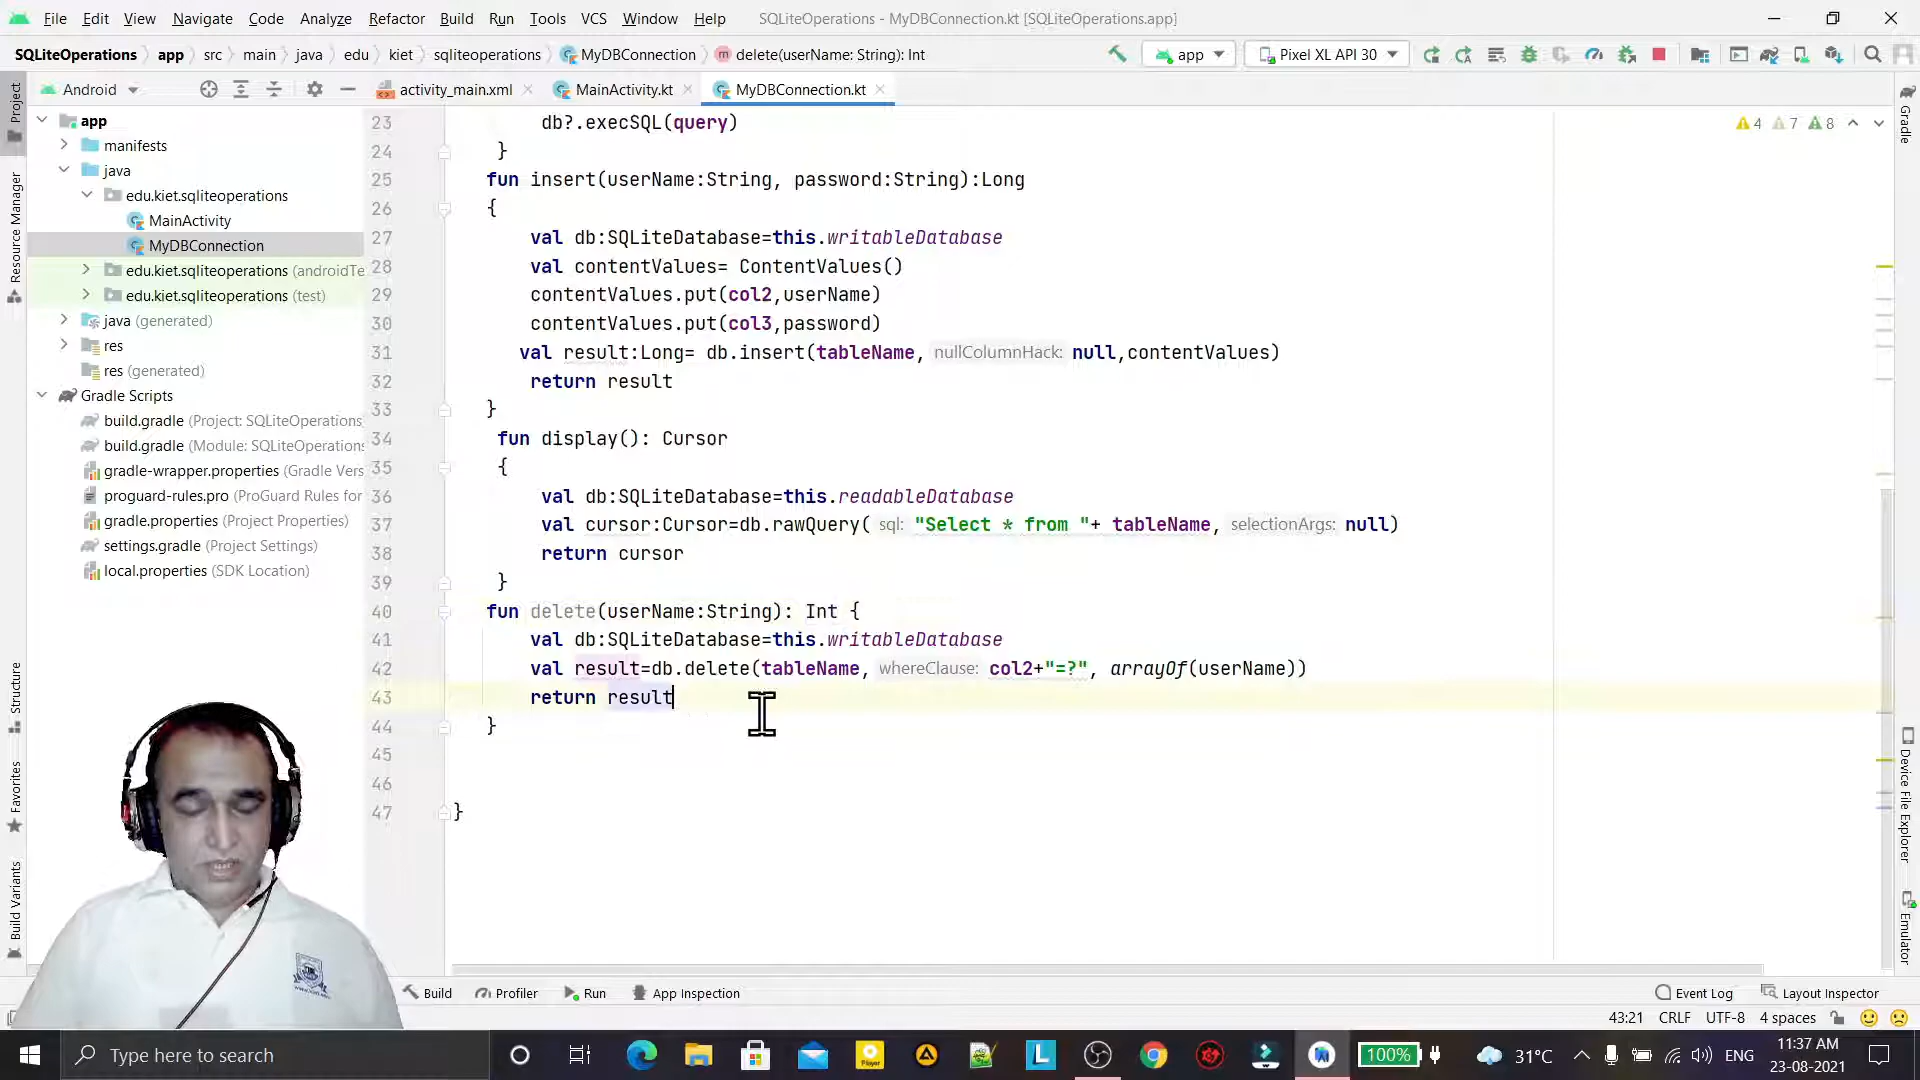 File Edit View Navigate Code Analyze Refactor Build Run Tools VCS Window Help SQLiteOperations - MyDBConnection.kt [SQLiteOperations.app]
SQLiteOperations app src main java edu kiet sqliteoperations MyDBConnection delete(userName: String): Int app Pixel XL API 30
Android activity_main.xml MainActivity.kt MyDBConnection.kt
Project
Resource Manager
Structure
Favorites
Build Variants
app
manifests
java
edu.kiet.sqliteoperations
MainActivity
MyDBConnection
edu.kiet.sqliteoperations (androidTe
edu.kiet.sqliteoperations (test)
java (generated)
res
res (generated)
Gradle Scripts
build.gradle (Project: SQLiteOperations
build.gradle (Module: SQLiteOperations
gradle-wrapper.properties (Gradle Vers
proguard-rules.pro (ProGuard Rules for
gradle.properties (Project Properties)
settings.gradle (Project Settings)
local.properties (SDK Location)
4 7 8
23 db?.execSQL(query)
24 }
25 fun insert(userName:String, password:String):Long
26 {
27 val db:SQLiteDatabase=this.writableDatabase
28 val contentValues= ContentValues()
29 contentValues.put(col2,userName)
30 contentValues.put(col3,password)
31 val result:Long= db.insert(tableName, nullColumnHack: null,contentValues)
32 return result
33 }
34 fun display(): Cursor
35 {
36 val db:SQLiteDatabase=this.readableDatabase
37 val cursor:Cursor=db.rawQuery( sql: "Select * from "+ tableName, selectionArgs: null)
38 return cursor
39 }
40 fun delete(userName:String): Int {
41 val db:SQLiteDatabase=this.writableDatabase
42 val result=db.delete(tableName, whereClause: col2+"=?", arrayOf(userName))
43 return result
44 }
45
46
47 }
Gradle
Device File Explorer
Emulator
Build Profiler Run App Inspection Event Log Layout Inspector
43:21 CRLF UTF-8 4 spaces
Type here to search
100% 31°C ENG 11:37 AM
23-08-2021